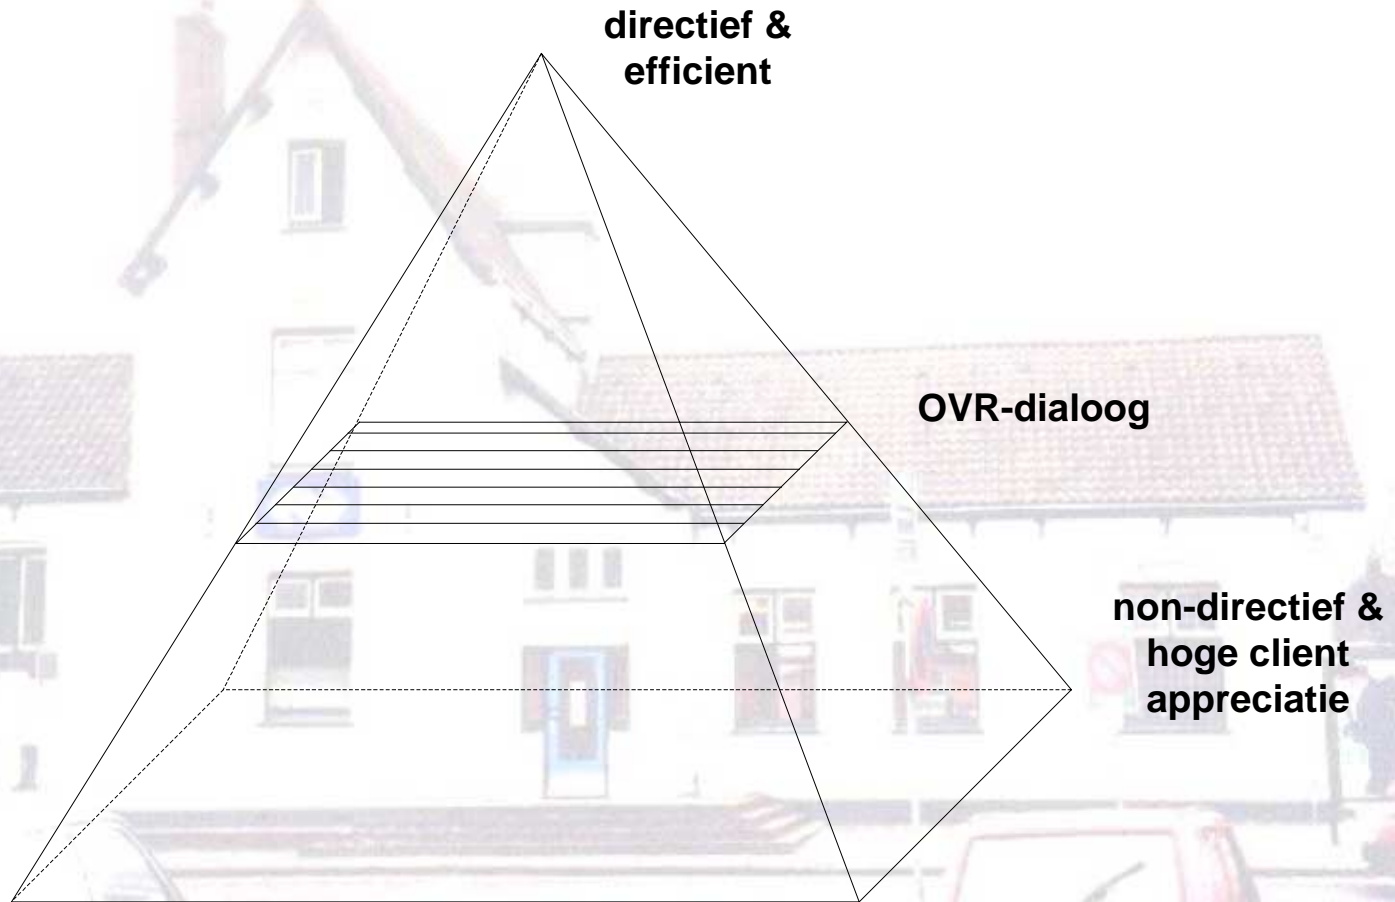 directief &
efficient
OVR-dialoog
non-directief &
hoge client
appreciatie